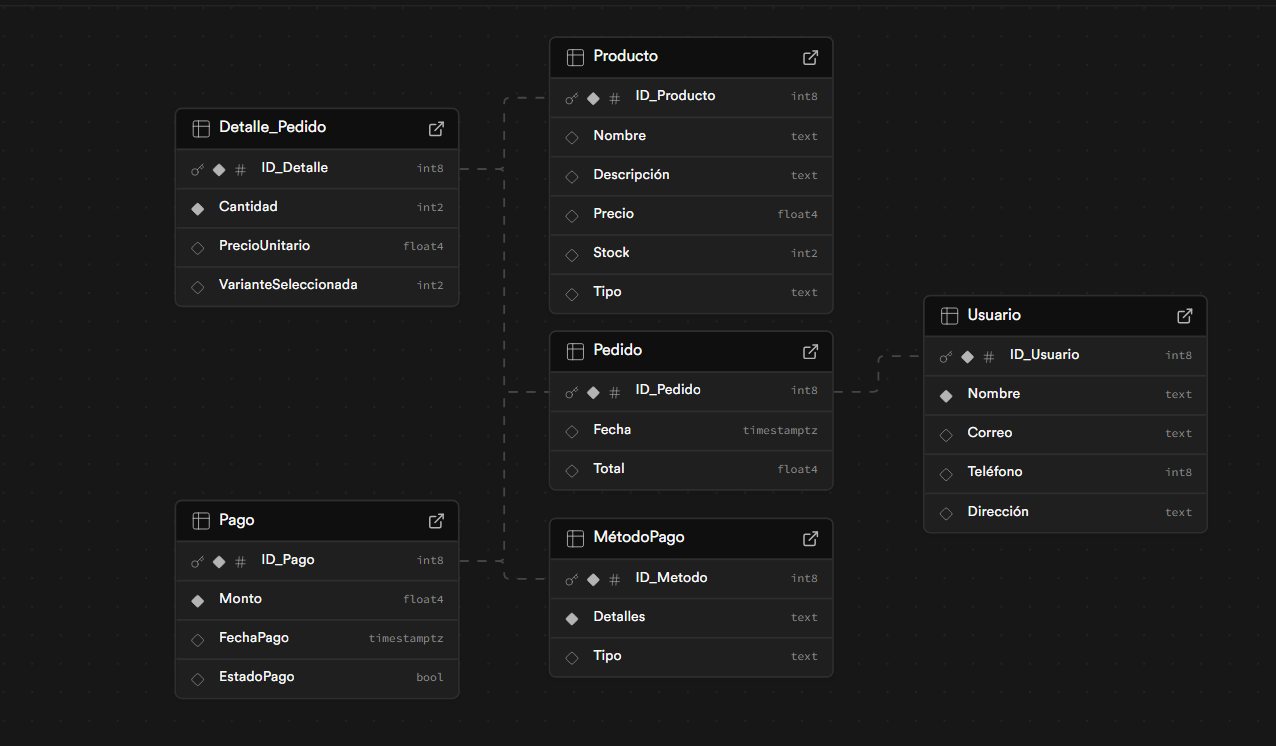 Detalle_Pedido
# ID_Detalle int8
Cantidad int2
PrecioUnitario float4
VarianteSeleccionada int2
Pago
# ID_Pago int8
Monto float4
FechaPago timestamptz
EstadoPago bool
Producto
# ID_Producto int8
Nombre text
Descripción text
Precio float4
Stock int2
Tipo text
Pedido
# ID_Pedido int8
Fecha timestamptz
Total float4
MétodoPago
# ID_Metodo int8
Detalles text
Tipo text
Usuario
# ID_Usuario int8
Nombre text
Correo text
Teléfono int8
Dirección text